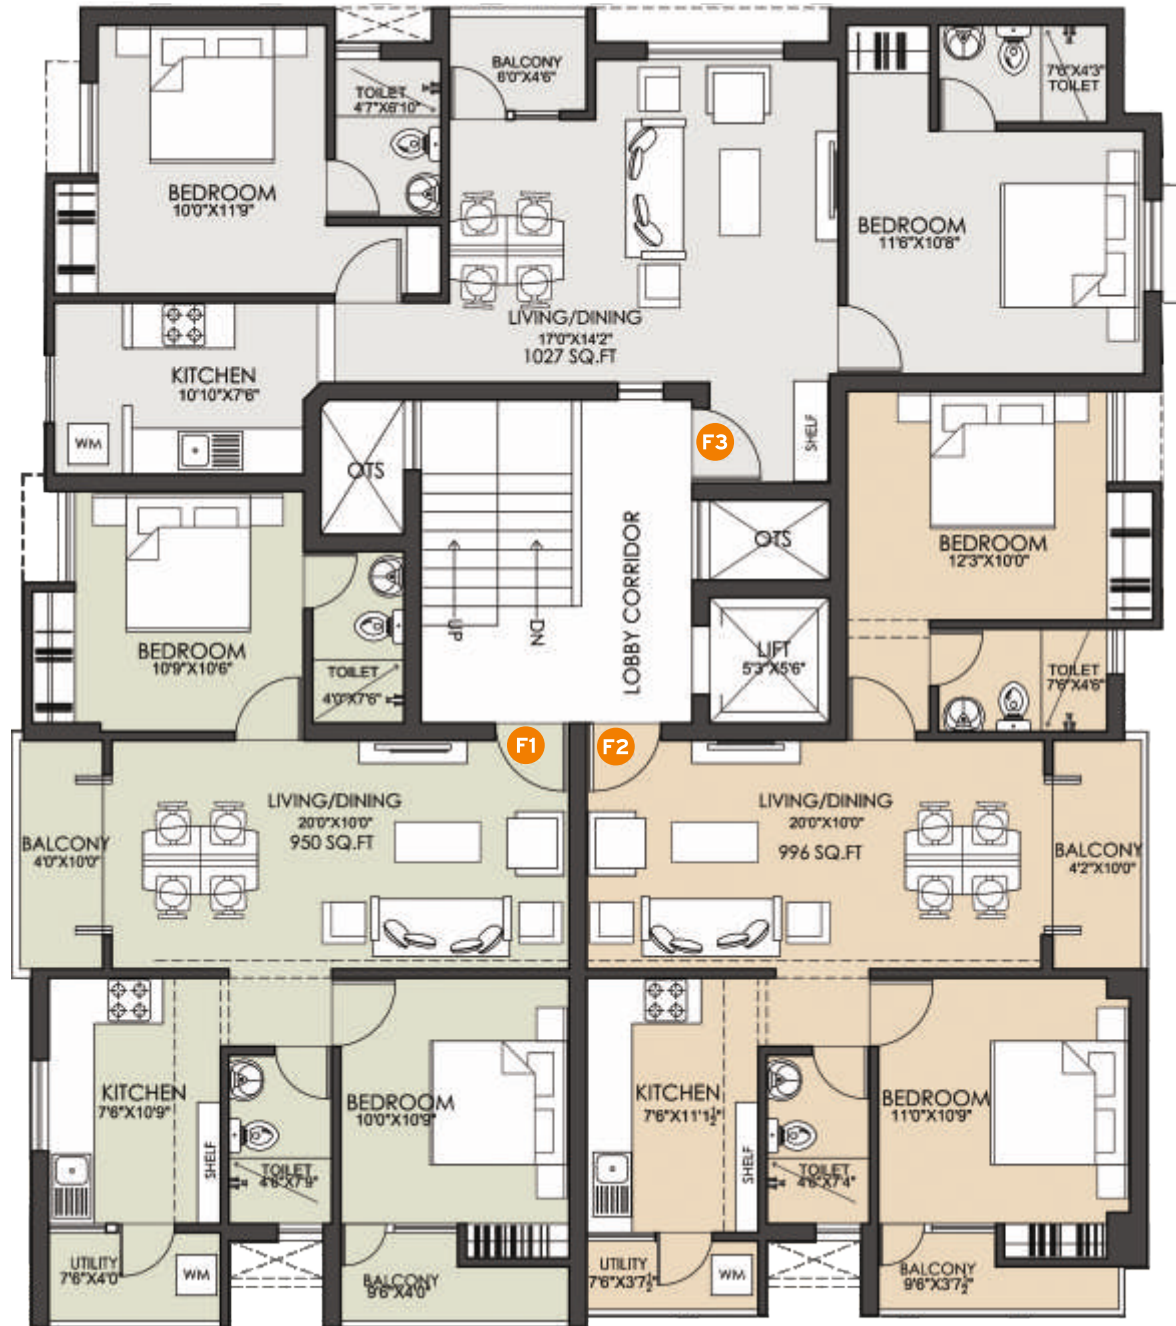 BALCONY
6'0"X4'6"
TOILET
4'7"X6'10"
7'6"X4'3"
TOILET
BEDROOM
10'0"X11'9"
BEDROOM
11'6"X10'8"
LIVING/DINING
17'0"X14'2"
1027 SQ.FT
KITCHEN
10'10"X7'6"
WM
OTS
F3
SHELF
LOBBY CORRIDOR
OTS
BEDROOM
12'3"X10'0"
UP
DN
LIFT
5'3"X5'6"
BEDROOM
10'9"X10'6"
TOILET
4'0"X7'6"
TOILET
7'6"X4'6"
F1
F2
LIVING/DINING
20'0"X10'0"
950 SQ.FT
LIVING/DINING
20'0"X10'0"
996 SQ.FT
BALCONY
4'0"X10'0"
BALCONY
4'2"X10'0"
KITCHEN
7'6"X10'9"
BEDROOM
10'0"X10'9"
KITCHEN
7'6"X11'1½"
BEDROOM
11'0"X10'9"
SHELF
TOILET
4'6"X7'9"
SHELF
TOILET
4'6"X7'4"
UTILITY
7'6"X4'0"
WM
BALCONY
9'6"X4'0"
UTILITY
7'6"X3'7½"
WM
BALCONY
9'6"X3'7½"